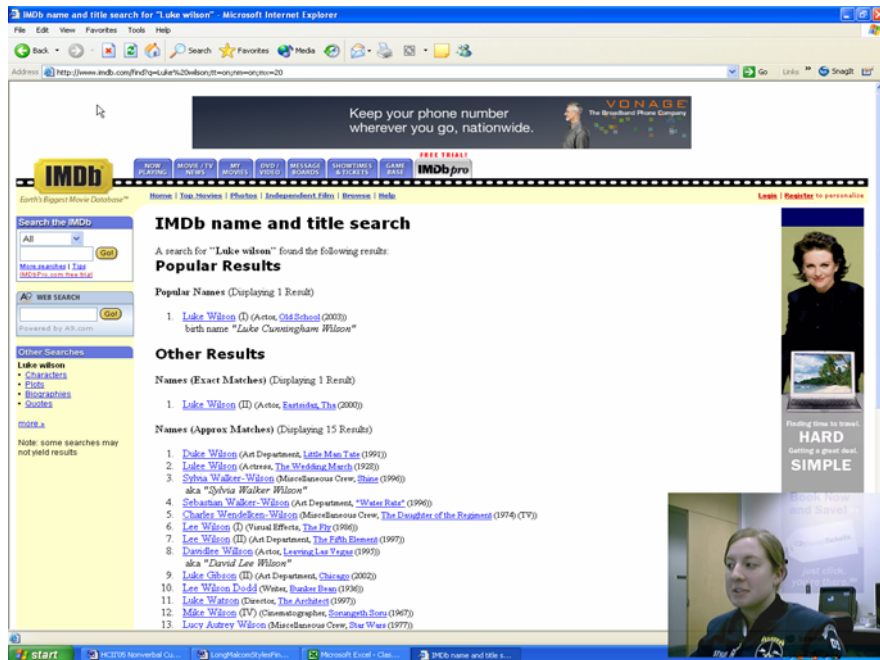 IMDb name and title search for "Luke wilson" - Microsoft Internet Explorer
File Edit View Favorites Tools Help
Back Search Favorites Media
Address http://www.imdb.com/find?q=Luke%20wilson;tt=on;nm=on;mx=20 Go Links » SnagIt
Keep your phone number
wherever you go, nationwide.
VONAGE
The Broadband Phone Company
FREE TRIAL!
NOW PLAYING MOVIE / TV NEWS MY MOVIES DVD / VIDEO MESSAGE BOARDS SHOWTIMES & TICKETS GAME BASE IMDbpro
IMDb
Earth's Biggest Movie Database™
Home | Top Movies | Photos | Independent Film | Browse | Help
Login | Register to personalize
Search the IMDb
All
Go!
More searches | Tips
IMDbPro.com free trial
A9 WEB SEARCH
Go!
Powered by A9.com
Other Searches
Luke wilson
• Characters
• Plots
• Biographies
• Quotes
more »
Note: some searches may
not yield results
IMDb name and title search
A search for "Luke wilson" found the following results:
Popular Results
Popular Names (Displaying 1 Result)
1. Luke Wilson (I) (Actor, Old School (2003))
birth name "Luke Cunningham Wilson"
Other Results
Names (Exact Matches) (Displaying 1 Result)
1. Luke Wilson (II) (Actor, Eastsidaz, Tha (2000))
Names (Approx Matches) (Displaying 15 Results)
1. Duke Wilson (Art Department, Little Man Tate (1991))
2. Lulee Wilson (Actress, The Wedding March (1928))
3. Sylvia Walker-Wilson (Miscellaneous Crew, Shine (1996))
aka "Sylvia Walker Wilson"
4. Sebastian Walker-Wilson (Art Department, "Water Rats" (1996))
5. Charles Wendelken-Wilson (Miscellaneous Crew, The Daughter of the Regiment (1974) (TV))
6. Lee Wilson (I) (Visual Effects, The Fly (1986))
7. Lee Wilson (II) (Art Department, The Fifth Element (1997))
8. Davidlee Wilson (Actor, Leaving Las Vegas (1995))
aka "David Lee Wilson"
9. Luke Gibson (II) (Art Department, Chicago (2002))
10. Lee Wilson Dodd (Writer, Bunker Bean (1936))
11. Luke Watson (Director, The Architect (1997))
12. Mike Wilson (IV) (Cinematographer, Sorungeth Soru (1967))
13. Lucy Autrey Wilson (Miscellaneous Crew, Star Wars (1977))
Finding time to travel.
HARD
Getting a great deal.
SIMPLE
Book Now
and Save!
Just click,
you're there.
start
HCII'05 Nonverbal Cu...
LongMalcomStylesFin...
Microsoft Excel - Clas...
IMDb name and title s...